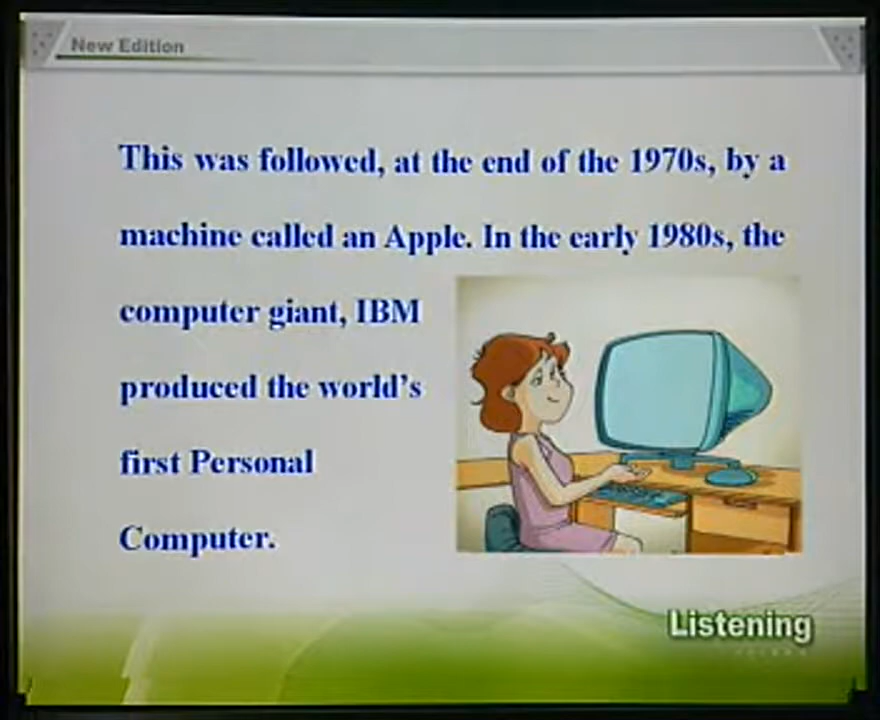 New Edition
This was followed, at the end of the 1970s, by a
machine called an Apple. In the early 1980s, the
computer giant, IBM
produced the world's
first Personal
Computer.
Listening